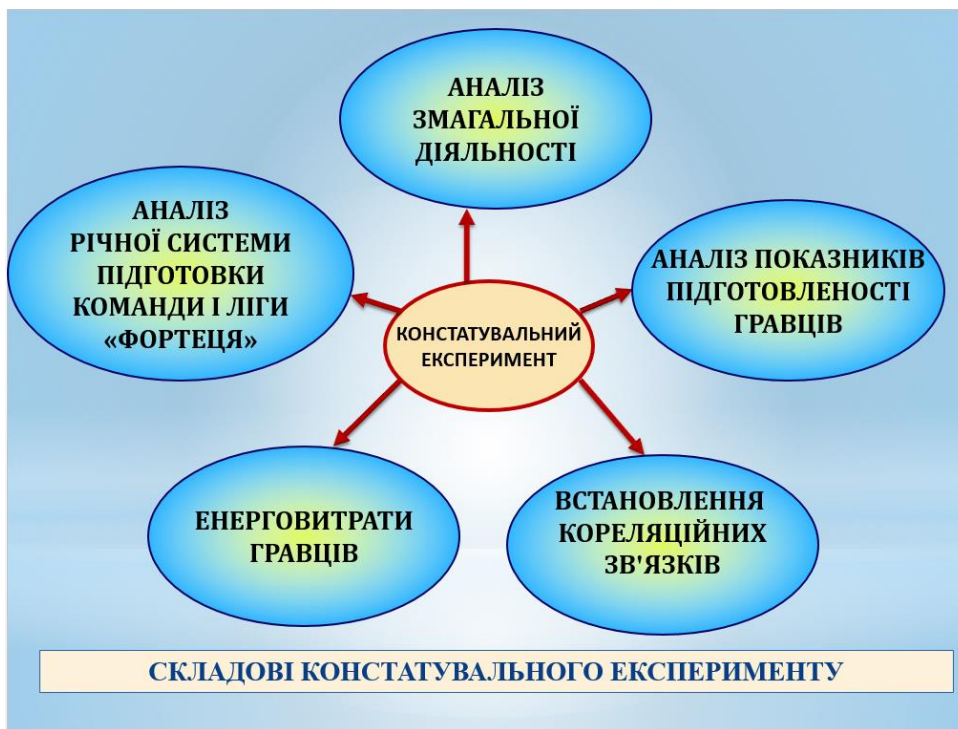 АНАЛІЗ
ЗМАГАЛЬНОЇ
ДІЯЛЬНОСТІ
АНАЛІЗ
РІЧНОЇ СИСТЕМИ
ПІДГОТОВКИ
КОМАНДИ І ЛІГИ
«ФОРТЕЦЯ»
АНАЛІЗ ПОКАЗНИКІВ
ПІДГОТОВЛЕНОСТІ
ГРАВЦІВ
КОНСТАТУВАЛЬНИЙ
ЕКСПЕРИМЕНТ
ЕНЕРГОВИТРАТИ
ГРАВЦІВ
ВСТАНОВЛЕННЯ
КОРЕЛЯЦІЙНИХ
ЗВ'ЯЗКІВ
СКЛАДОВІ КОНСТАТУВАЛЬНОГО ЕКСПЕРИМЕНТУ